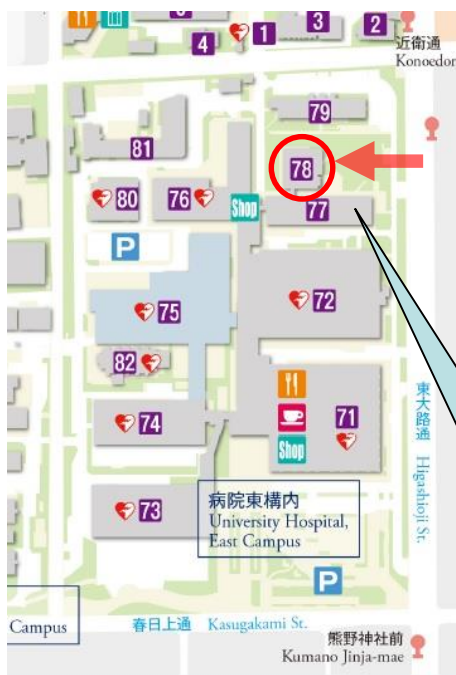 3
2
1
4
近衛通
Konoedor
79
81
78
80
76
Shop
77
P
72
75
82
東大路通 Higashioji St.
74
71
Shop
73
病院東構内
University Hospital,
East Campus
P
Campus
春日上通 Kasugakami St.
熊野神社前
Kumano Jinja-mae